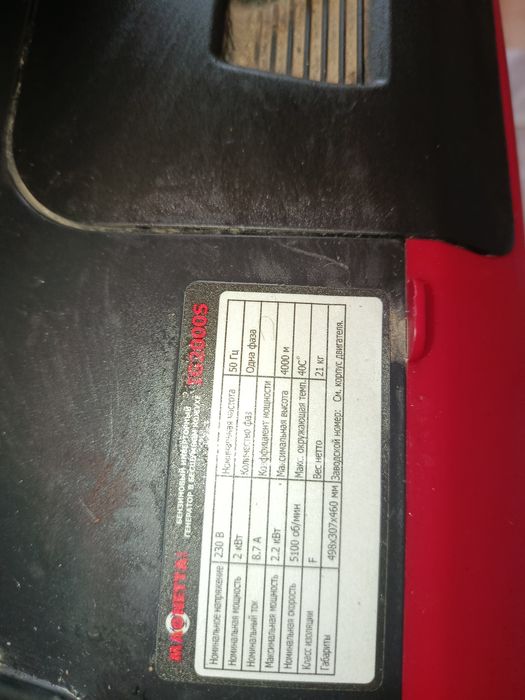 MAGNETTA
БЕНЗИНОВЫЙ ИНВЕРТОРНЫЙ
ГЕНЕРАТОР В БЕСШУМНОМ КОЖУХЕ
Номинальное напряжение 230 В Номинальная частота 50 Гц
Номинальная мощность 2 кВт Количество фаз Одна фаза
Номинальный ток 8.7 А Коэффициент мощности
Максимальная мощность 2.2 кВт Максимальная высота 4000 м
Номинальная скорость 5100 об/мин Макс. окружающая темп. 40С°
Класс изоляции F Вес нетто 21 кг
Габариты 498х307х460 мм Заводской номер: См. корпус двигателя.